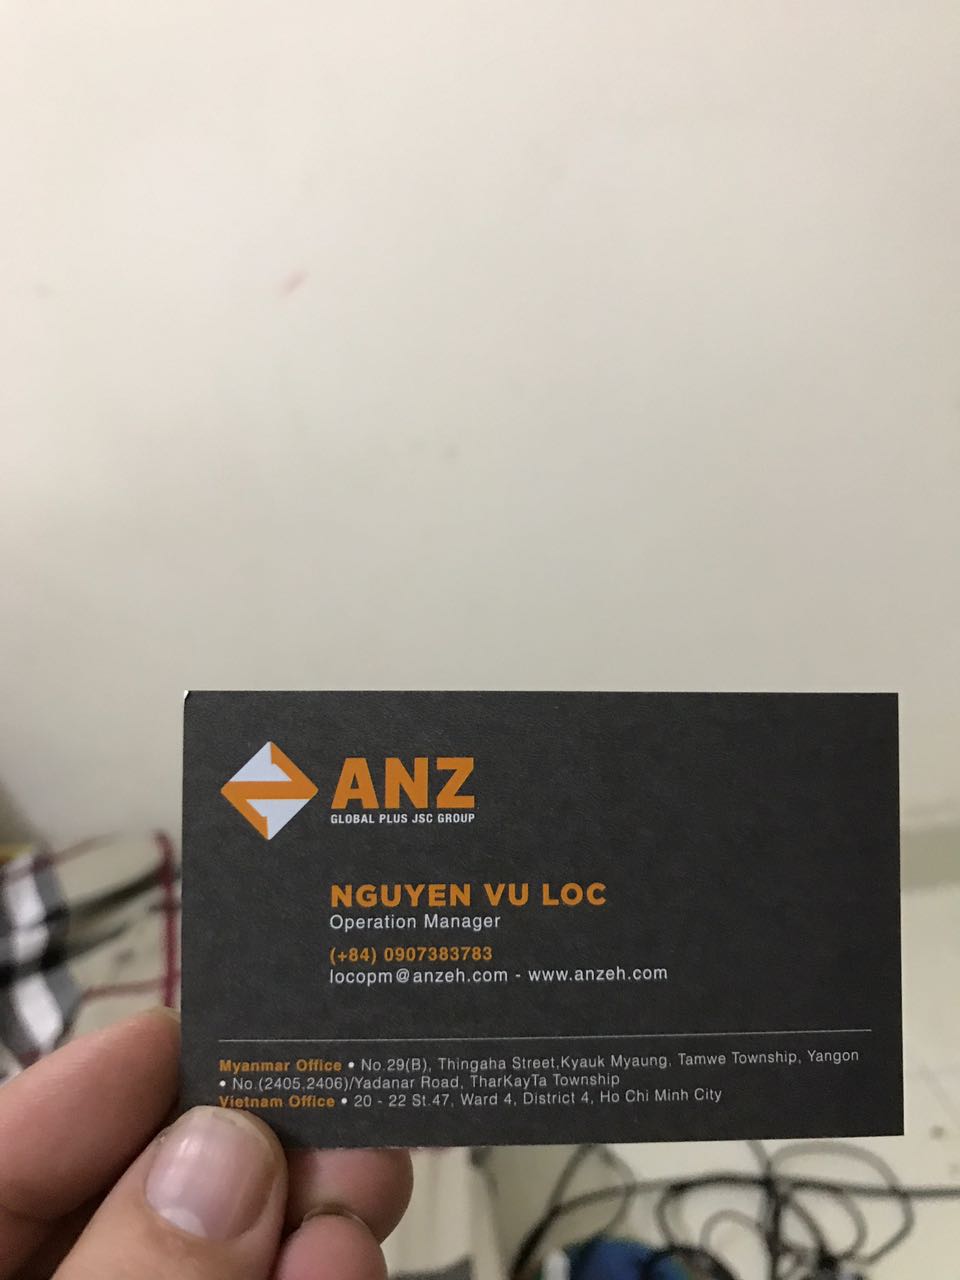 ANZ
GLOBAL PLUS JSC GROUP
NGUYEN VU LOC
Operation Manager
(+84) 0907383783
locopm@anzeh.com - www.anzeh.com
Myanmar Office • No.29(B), Thingaha Street,Kyauk Myaung, Tamwe Township, Yangon
• No.(2405,2406)/Yadanar Road, TharKayTa Township
Vietnam Office • 20 - 22 St.47, Ward 4, District 4, Ho Chi Minh City